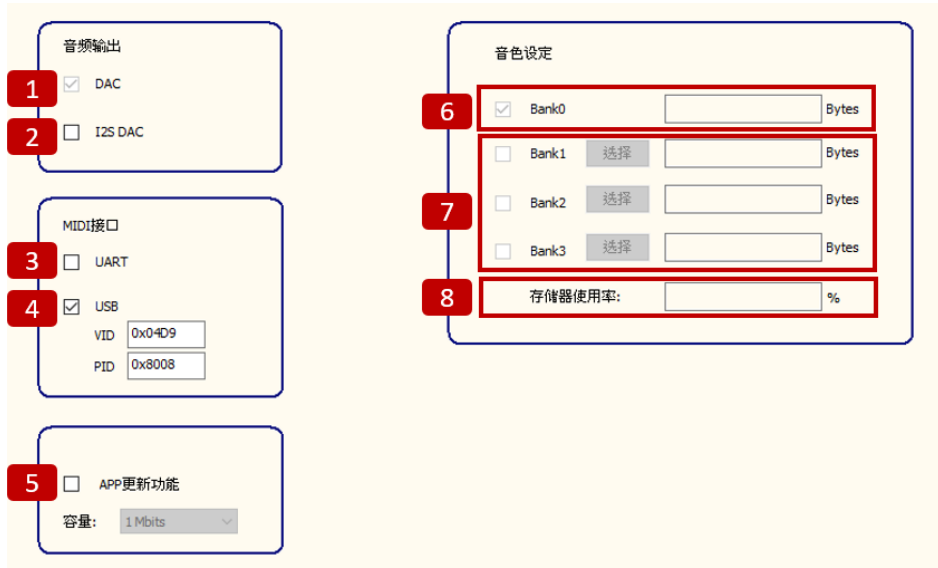 音频输出
1 DAC
2 I2S DAC
MIDI接口
3 UART
4 USB
VID 0x04D9
PID 0x8008
5 APP更新功能
容量: 1 Mbits
音色设定
6 Bank0 Bytes
Bank1 选择 Bytes
7 Bank2 选择 Bytes
Bank3 选择 Bytes
8 存储器使用率: %